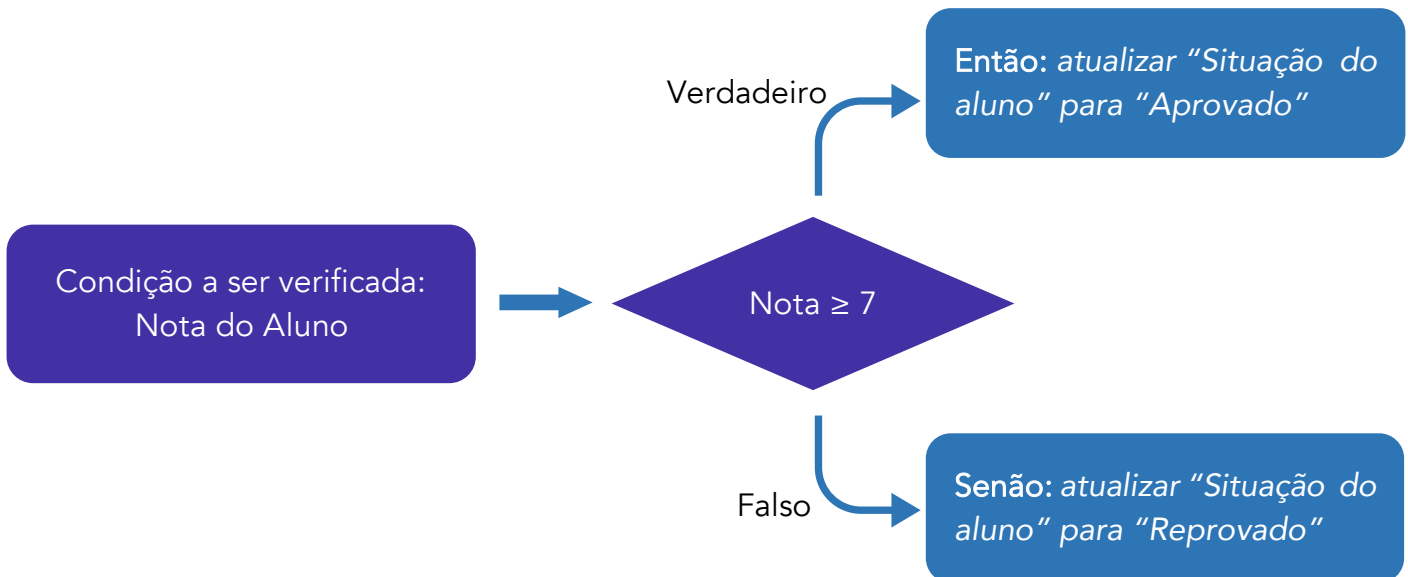 Verdadeiro
Então: atualizar “Situação do
aluno” para “Aprovado”
Condição a ser verificada:
Nota do Aluno
Nota ≥ 7
Falso
Senão: atualizar “Situação do
aluno” para “Reprovado”